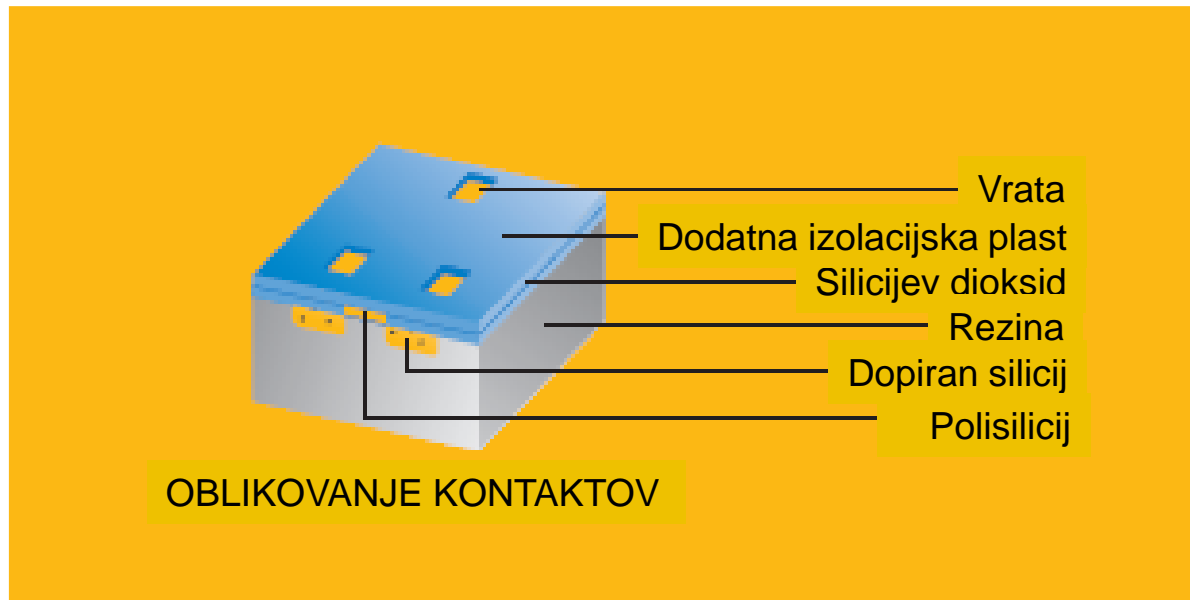 Vrata
Dodatna izolacijska plast
Silicijev dioksid
Rezina
Dopiran silicij
Polisilicij
OBLIKOVANJE KONTAKTOV